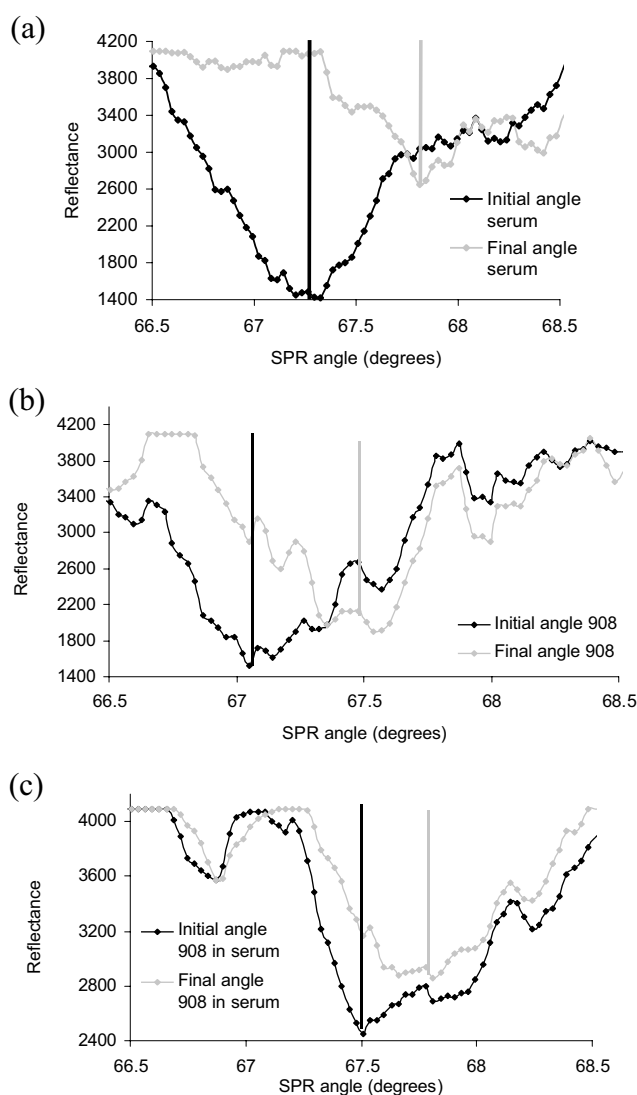 (a)
4200
3800
3400
3000
2600
2200
1800
1400
Reflectance
Initial angle
serum
Final angle
serum
66.5 67 67.5 68 68.5
SPR angle (degrees)
(b)
4200
3800
3400
3000
2600
2200
1800
1400
Reflectance
Initial angle 908
Final angle 908
66.5 67 67.5 68 68.5
SPR angle (degrees)
(c)
4000
3600
3200
2800
2400
Reflectance
Initial angle
908 in serum
Final angle
908 in serum
66.5 67 67.5 68 68.5
SPR angle (degrees)